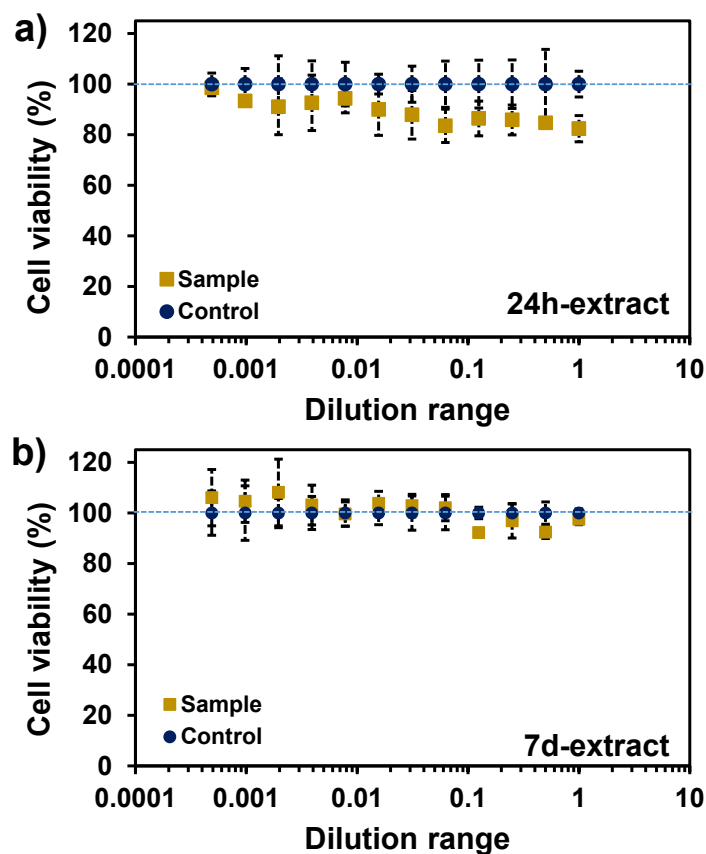 a)
Cell viability (%)
120
100
80
60
40
20
0
Sample
Control
24h-extract
0.0001 0.001 0.01 0.1 1 10
Dilution range
b)
Cell viability (%)
120
100
80
60
40
20
0
Sample
Control
7d-extract
0.0001 0.001 0.01 0.1 1 10
Dilution range